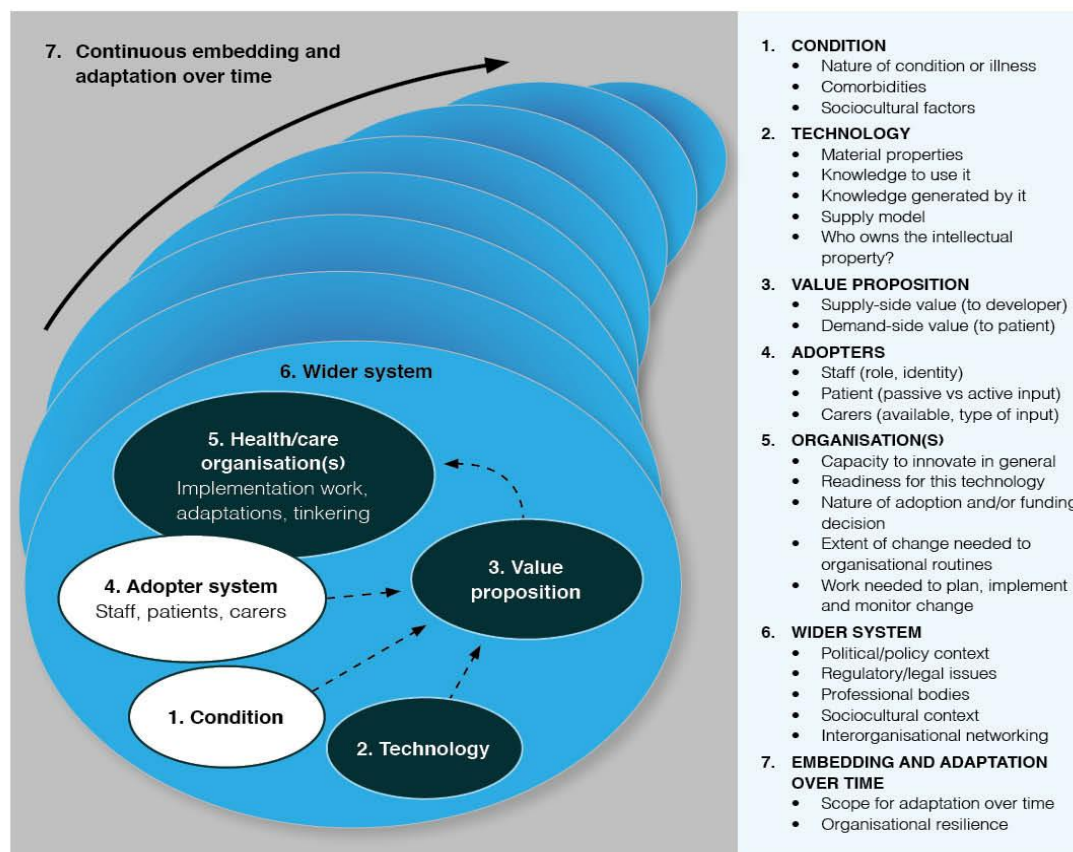 7. Continuous embedding and
adaptation over time
6. Wider system
5. Health/care
organisation(s)
Implementation work,
adaptations, tinkering
4. Adopter system
Staff, patients, carers
3. Value
proposition
1. Condition
2. Technology
1. CONDITION
• Nature of condition or illness
• Comorbidities
• Sociocultural factors
2. TECHNOLOGY
• Material properties
• Knowledge to use it
• Knowledge generated by it
• Supply model
• Who owns the intellectual
property?
3. VALUE PROPOSITION
• Supply-side value (to developer)
• Demand-side value (to patient)
4. ADOPTERS
• Staff (role, identity)
• Patient (passive vs active input)
• Carers (available, type of input)
5. ORGANISATION(S)
• Capacity to innovate in general
• Readiness for this technology
• Nature of adoption and/or funding
decision
• Extent of change needed to
organisational routines
• Work needed to plan, implement
and monitor change
6. WIDER SYSTEM
• Political/policy context
• Regulatory/legal issues
• Professional bodies
• Sociocultural context
• Interorganisational networking
7. EMBEDDING AND ADAPTATION
OVER TIME
• Scope for adaptation over time
• Organisational resilience